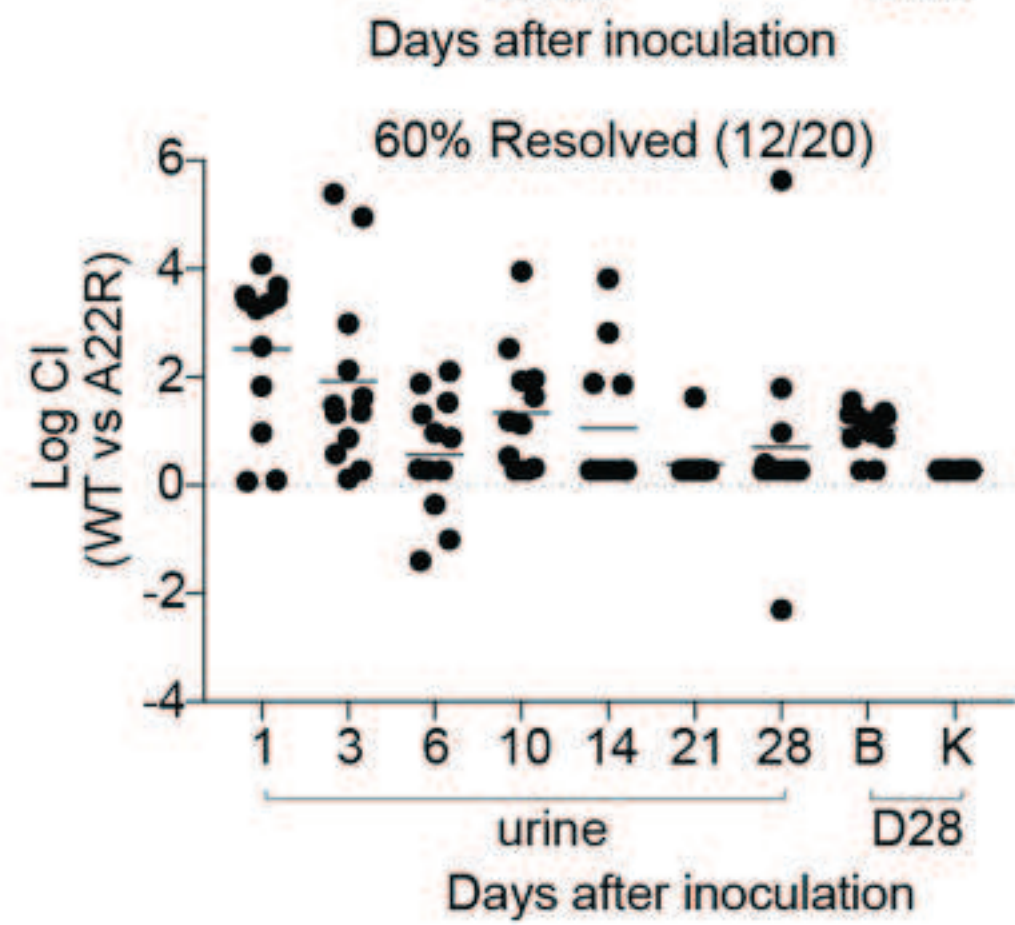 Days after inoculation
60% Resolved (12/20)
Log CI
(WT vs A22R)
6
4
2
0
-2
-4
1 3 6 10 14 21 28 B K
urine D28
Days after inoculation